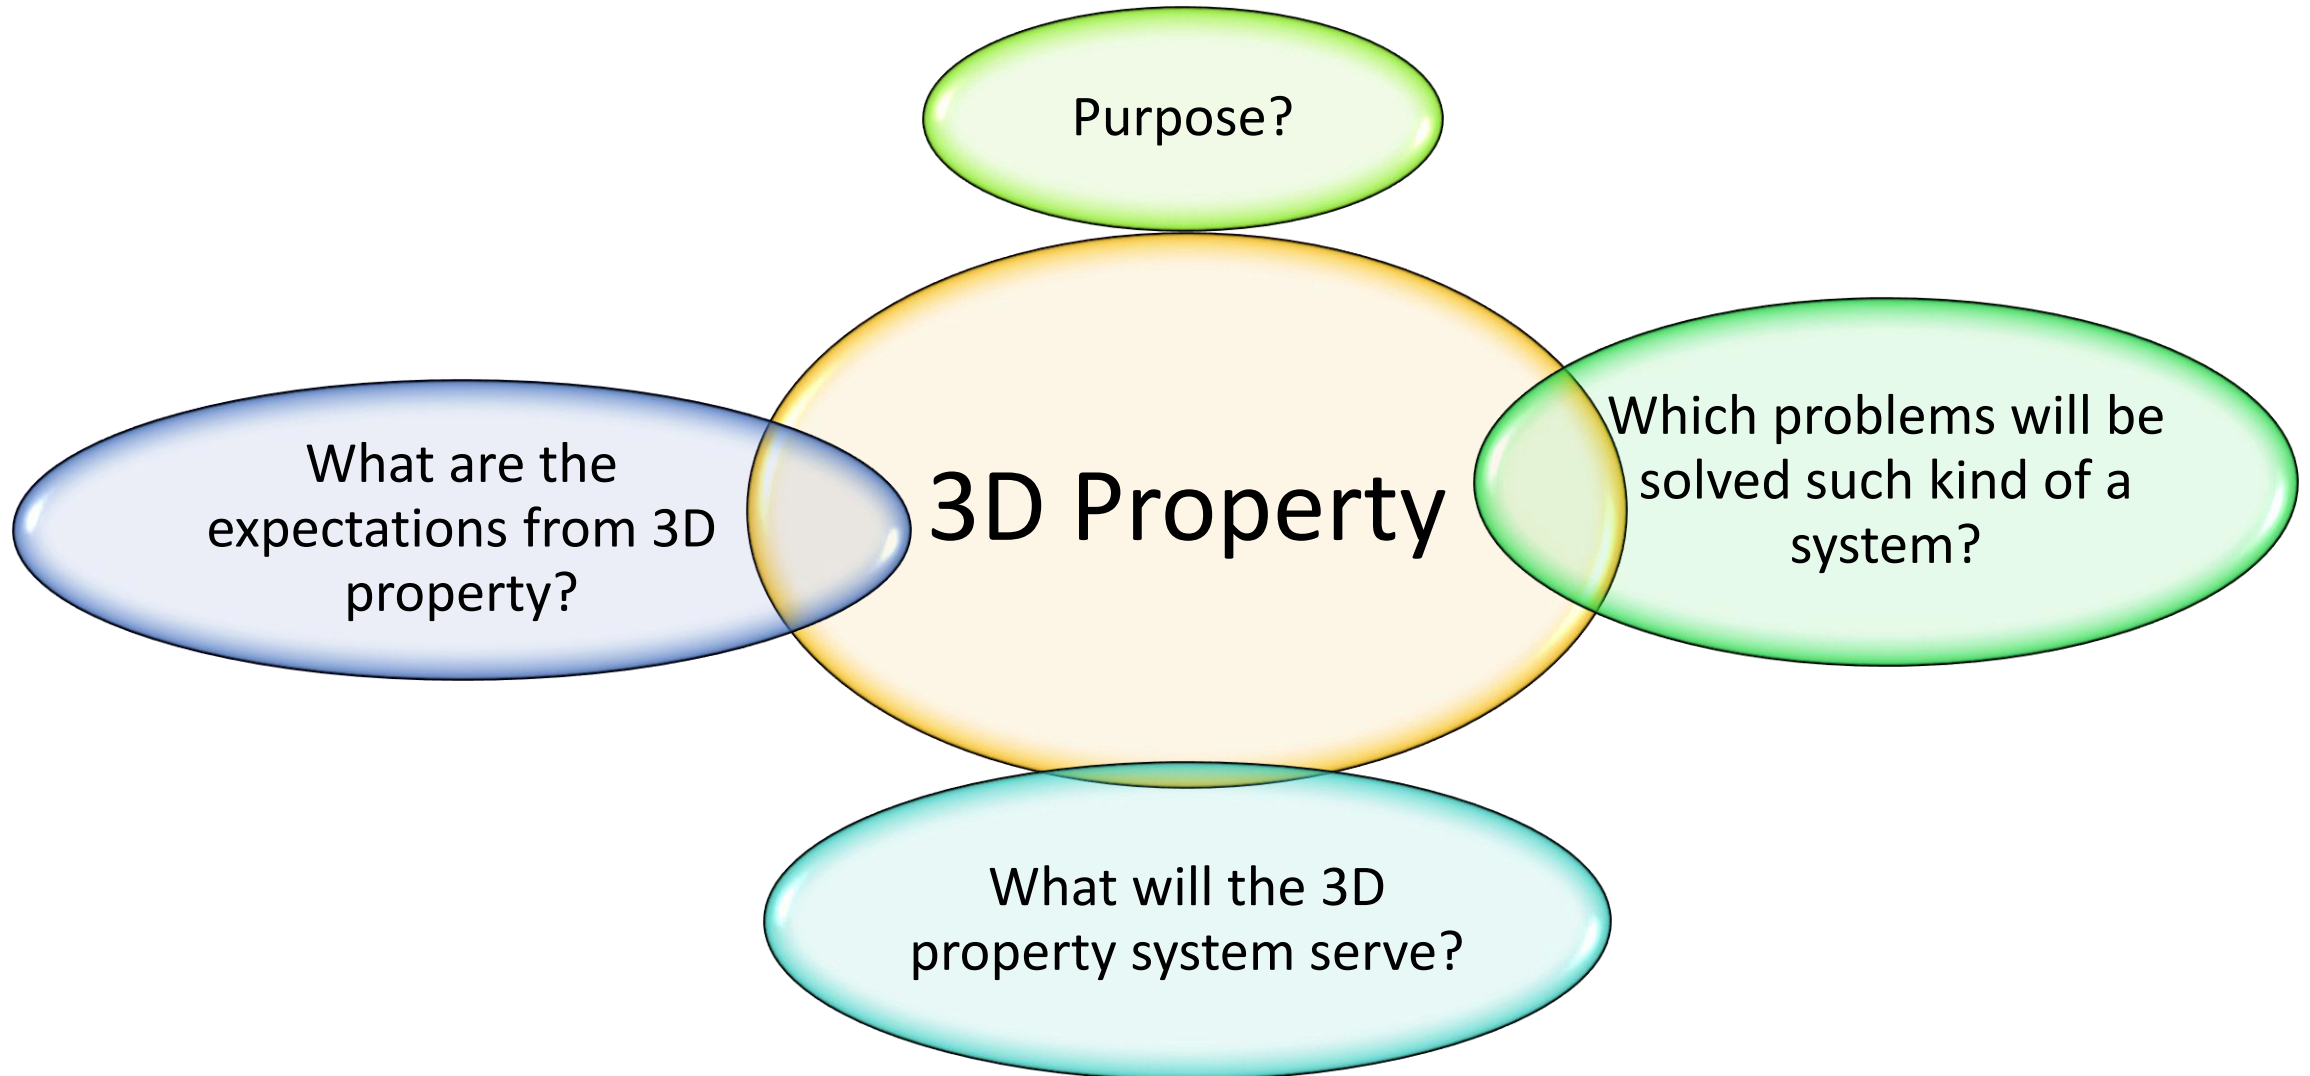 Purpose?
What are the
expectations from 3D
property?
3D Property
Which problems will be
solved such kind of a
system?
What will the 3D
property system serve?